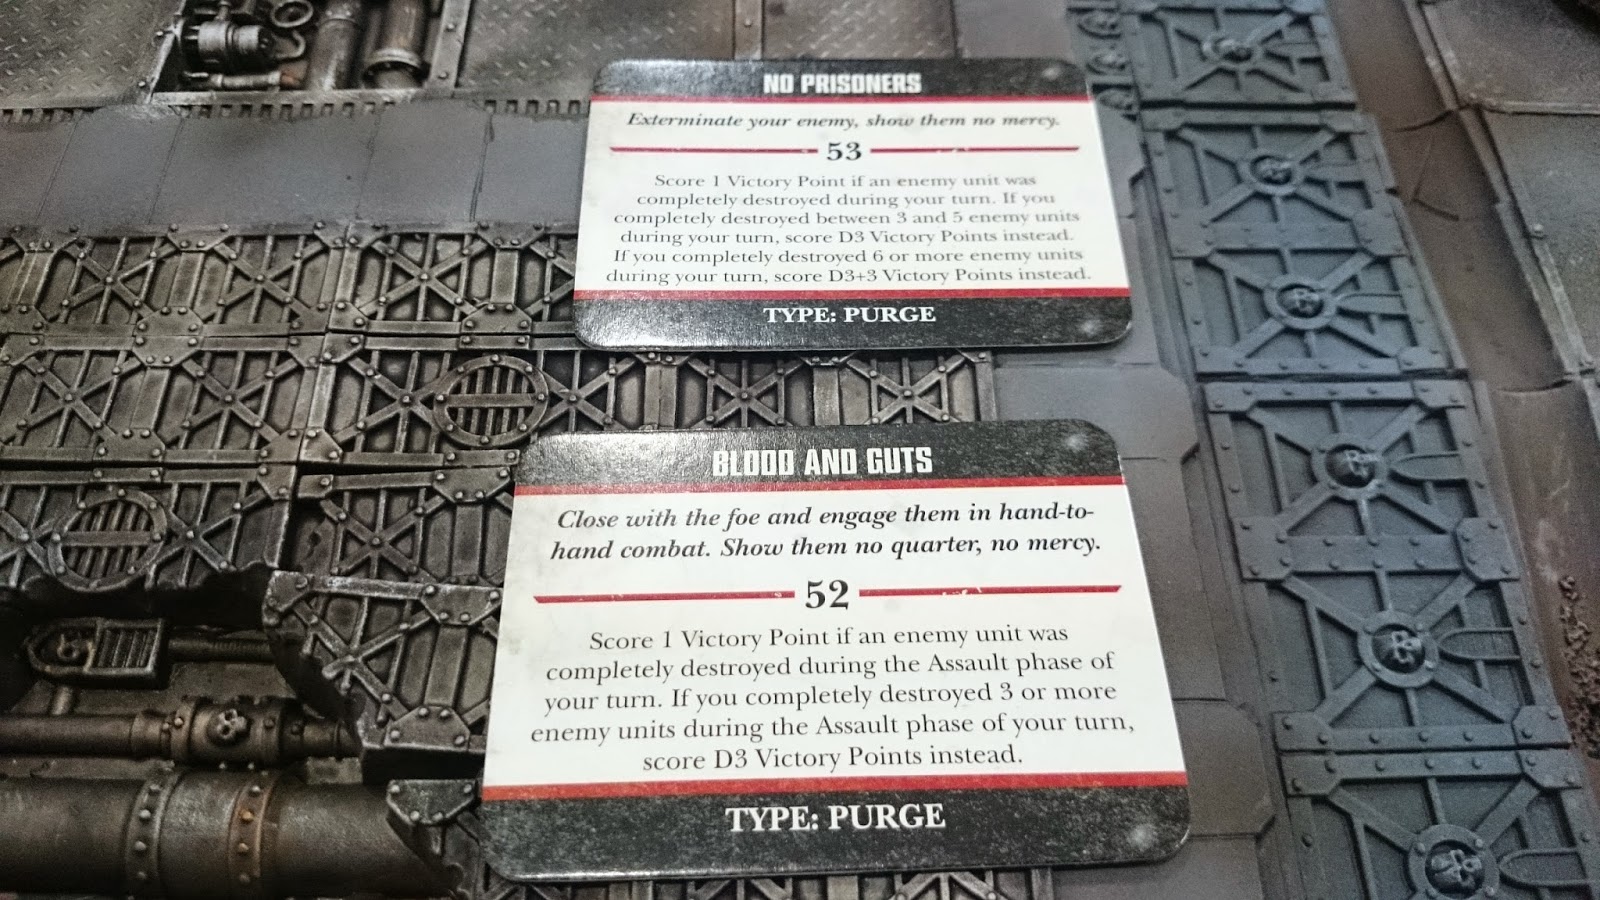 NO PRISONERS
Exterminate your enemy, show them no mercy.
53
Score 1 Victory Point if an enemy unit was
completely destroyed during your turn. If you
completely destroyed between 3 and 5 enemy units
during your turn, score D3 Victory Points instead.
If you completely destroyed 6 or more enemy units
during your turn, score D3+3 Victory Points instead.
TYPE: PURGE
BLOOD AND GUTS
Close with the foe and engage them in hand-to-
hand combat. Show them no quarter, no mercy.
52
Score 1 Victory Point if an enemy unit was
completely destroyed during the Assault phase of
your turn. If you completely destroyed 3 or more
enemy units during the Assault phase of your turn,
score D3 Victory Points instead.
TYPE: PURGE